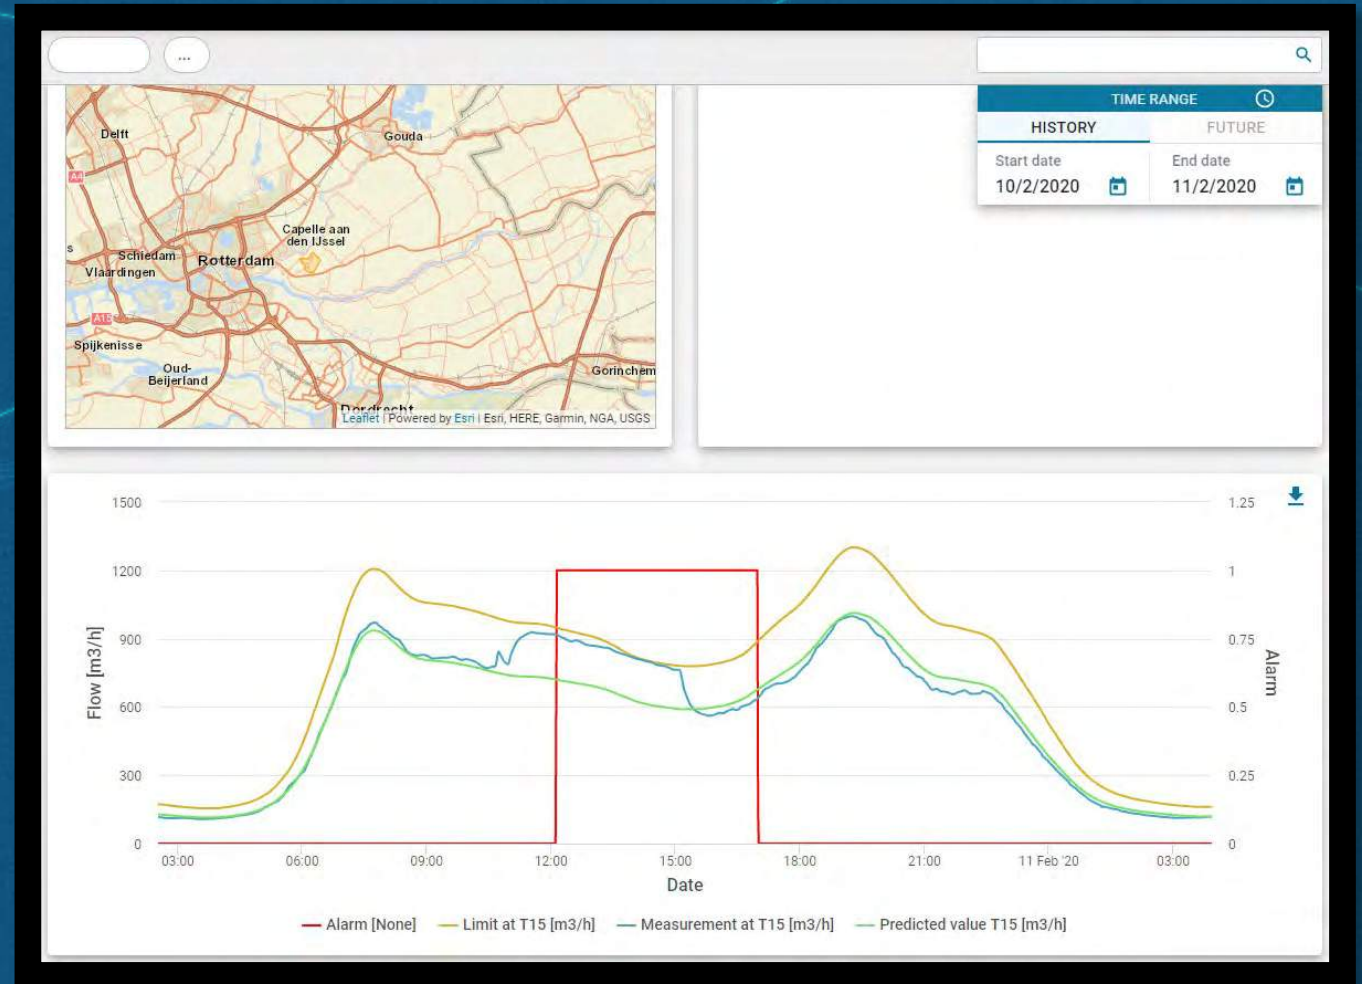 ...
TIME RANGE
HISTORY
FUTURE
Start date
End date
10/2/2020
11/2/2020
Delft
Gouda
A4
Capelle aan
den IJssel
s
Schiedam
Rotterdam
Vlaardingen
A15
Spijkenisse
Oud-
Beijerland
Gorinchem
Dordrecht
Leaflet | Powered by Esri | Esri, HERE, Garmin, NGA, USGS
1500
1.25
1200
1
900
0.75
600
0.5
300
0.25
0
0
Flow [m3/h]
Alarm
03:00
06:00
09:00
12:00
15:00
18:00
21:00
11 Feb '20
03:00
Date
Alarm [None]
Limit at T15 [m3/h]
Measurement at T15 [m3/h]
Predicted value T15 [m3/h]